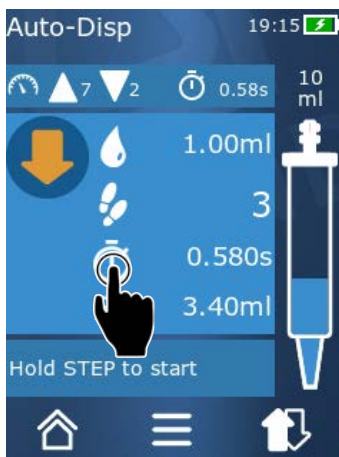 Auto-Disp 19:15
7 2 0.58s 10 ml
1.00ml
3
0.580s
3.40ml
Hold STEP to start